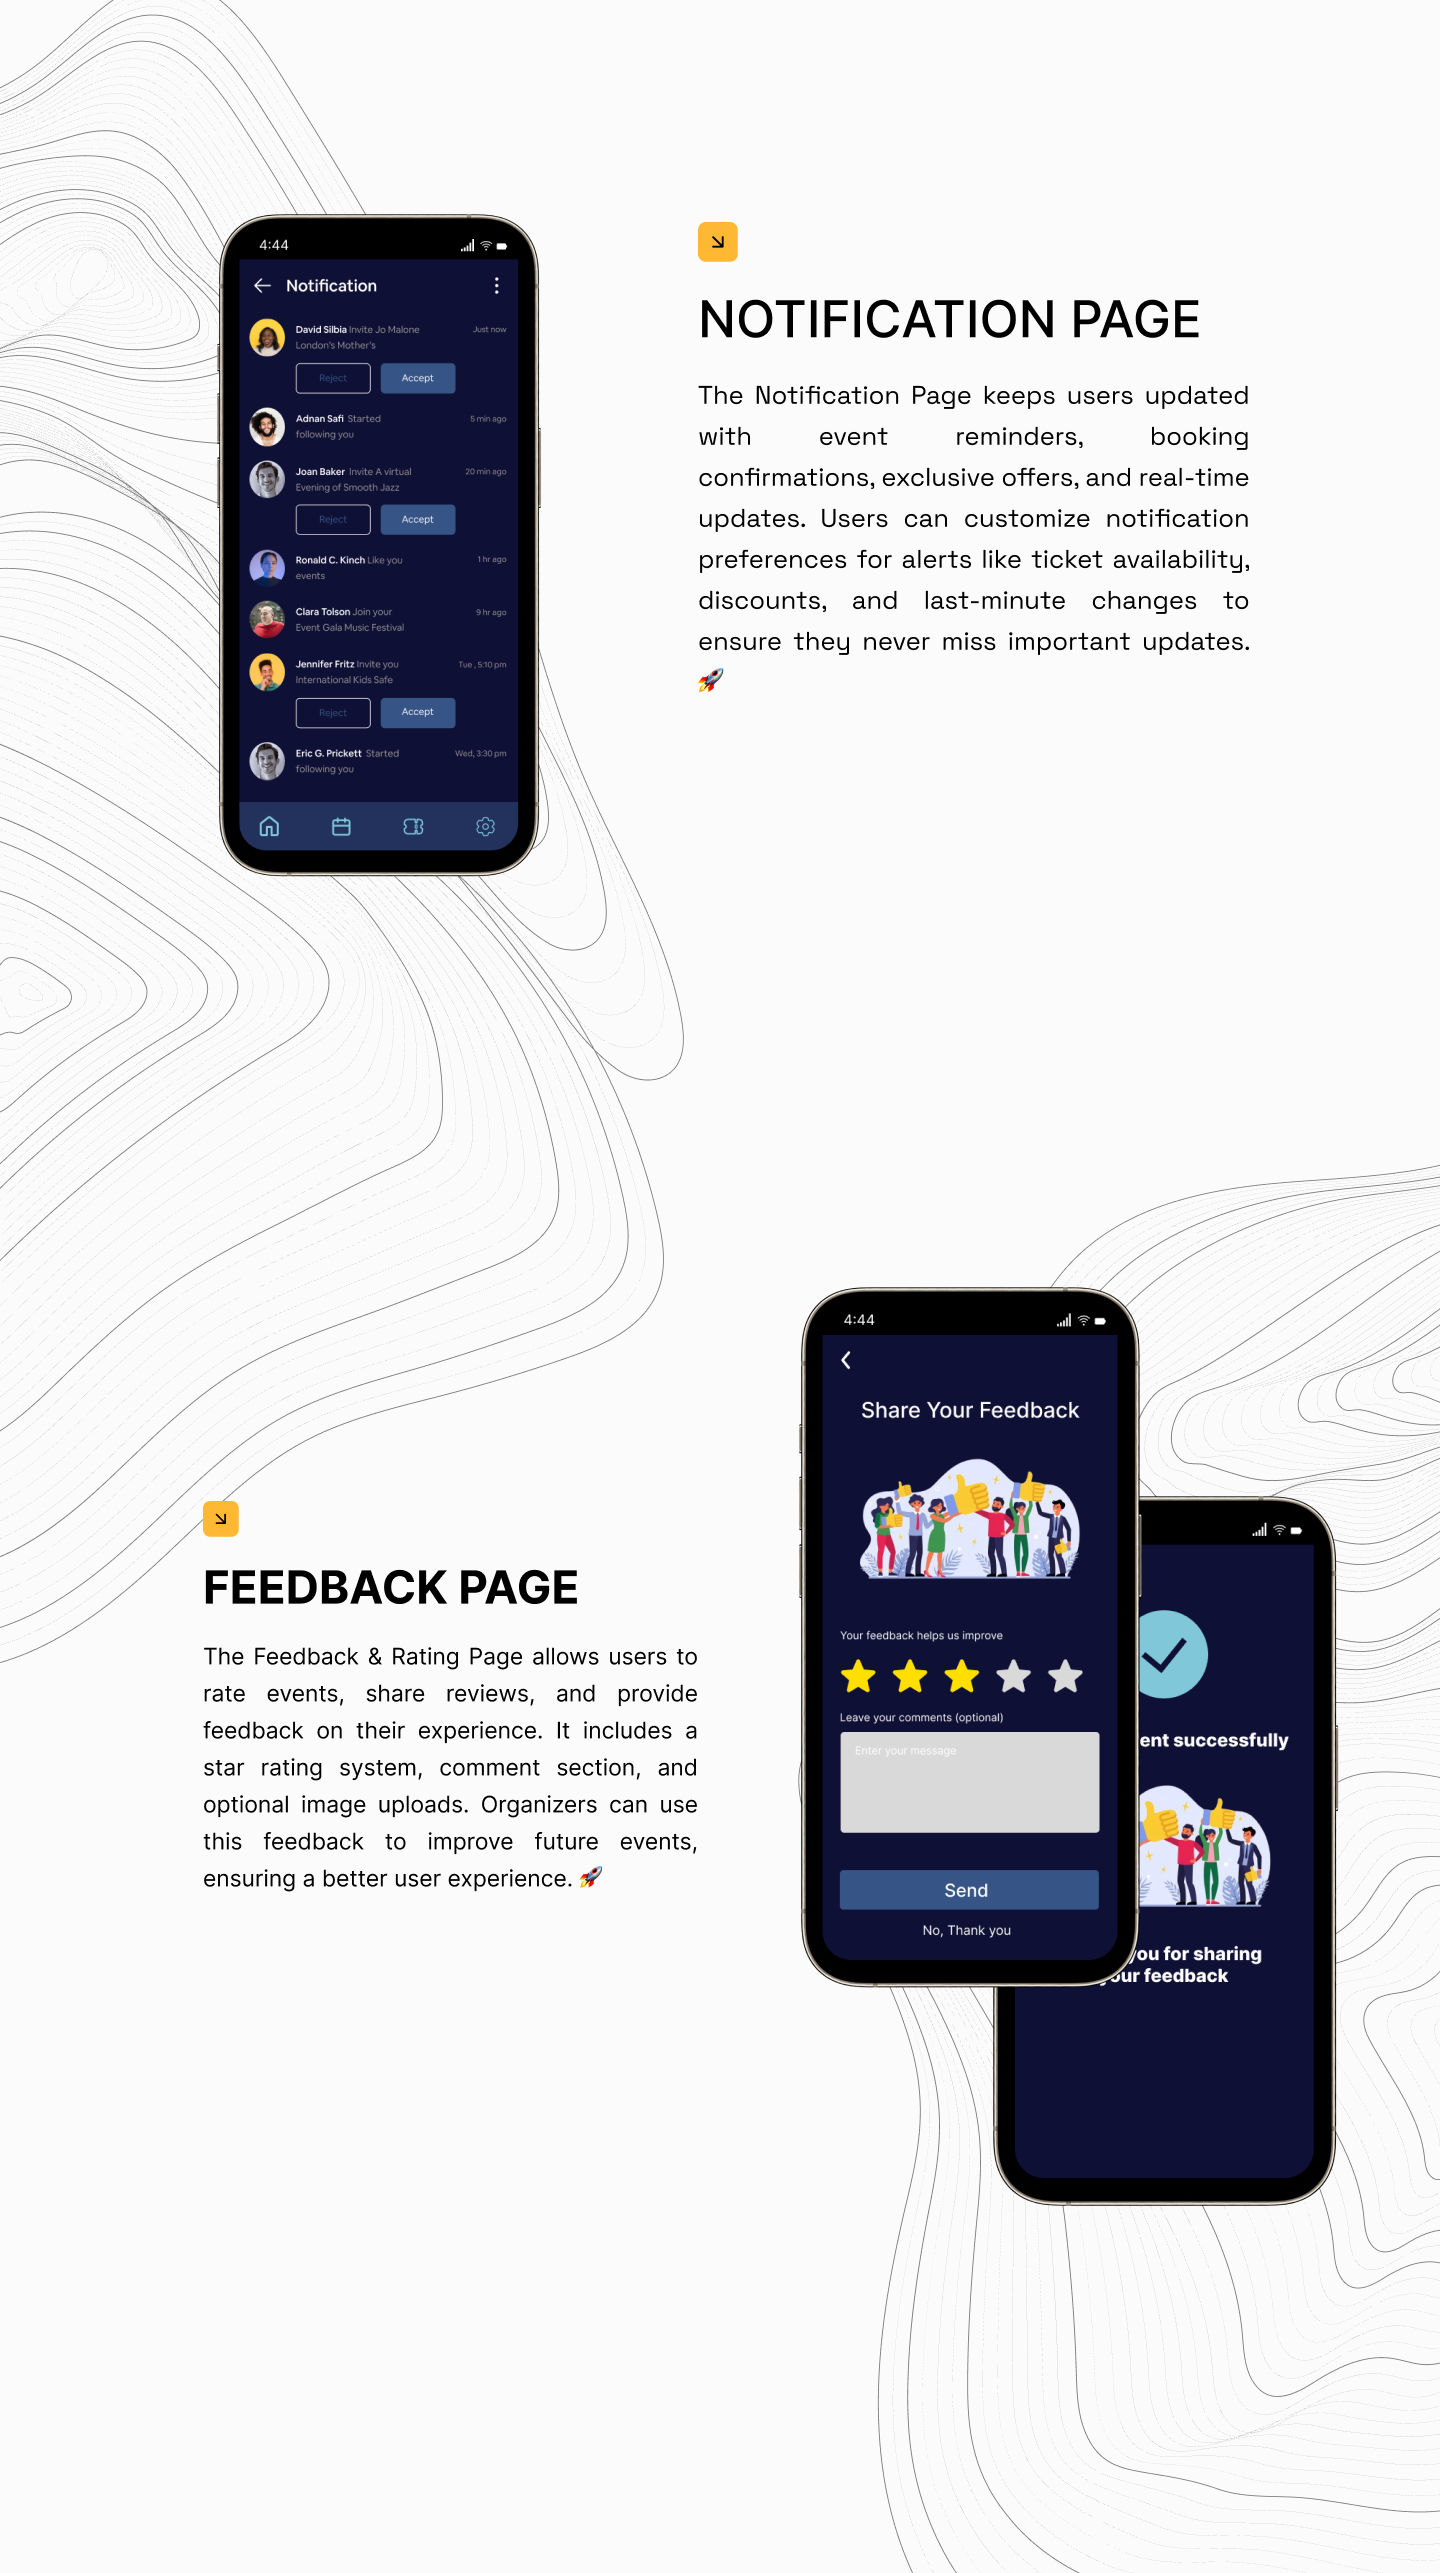 4:44
Notification
David Silbia Invite Jo Malone
London's Mother's
Just now
Reject
Accept
Adnan Safi Started
following you
5 min ago
Joan Baker Invite A virtual
Evening of Smooth Jazz
20 min ago
Reject
Accept
Ronald C. Kinch Like you
events
1 hr ago
Clara Tolson Join your
Event Gala Music Festival
9 hr ago
Jennifer Fritz Invite you
International Kids Safe
Tue , 5:10 pm
Reject
Accept
Eric G. Prickett Started
following you
Wed, 3:30 pm
NOTIFICATION PAGE
The Notification Page keeps users updated
with event reminders, booking
confirmations, exclusive offers, and real-time
updates. Users can customize notification
preferences for alerts like ticket availability,
discounts, and last-minute changes to
ensure they never miss important updates.
🚀
FEEDBACK PAGE
The Feedback & Rating Page allows users to
rate events, share reviews, and provide
feedback on their experience. It includes a
star rating system, comment section, and
optional image uploads. Organizers can use
this feedback to improve future events,
ensuring a better user experience. 🚀
4:44
Share Your Feedback
Your feedback helps us improve
Leave your comments (optional)
Enter your message
Send
No, Thank you
ent successfully
you for sharing
your feedback